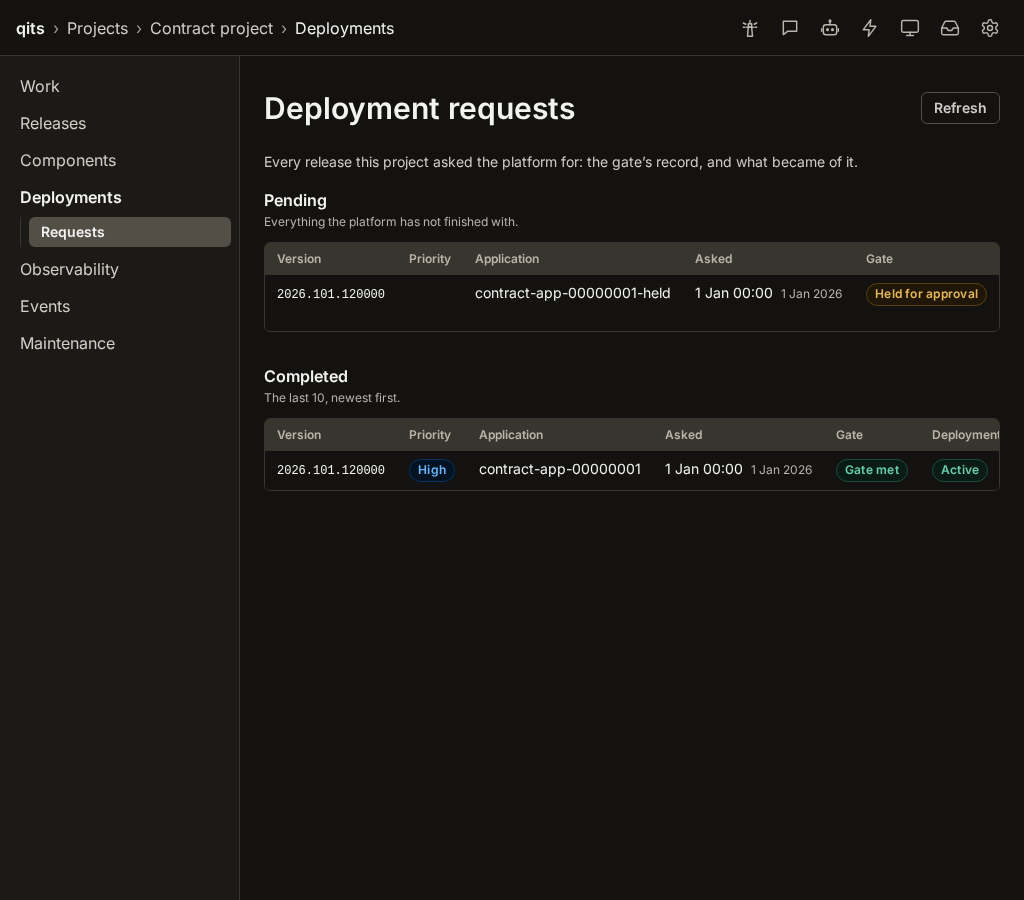 qits › Projects › Contract project › Deployments
Work
Releases
Components
Deployments
Requests
Observability
Events
Maintenance
Deployment requests
Refresh
Every release this project asked the platform for: the gate’s record, and what became of it.
Pending
Everything the platform has not finished with.
Version Priority Application Asked Gate
2026.101.120000 contract-app-00000001-held 1 Jan 00:00 1 Jan 2026 Held for approval
Completed
The last 10, newest first.
Version Priority Application Asked Gate Deployment
2026.101.120000 High contract-app-00000001 1 Jan 00:00 1 Jan 2026 Gate met Active